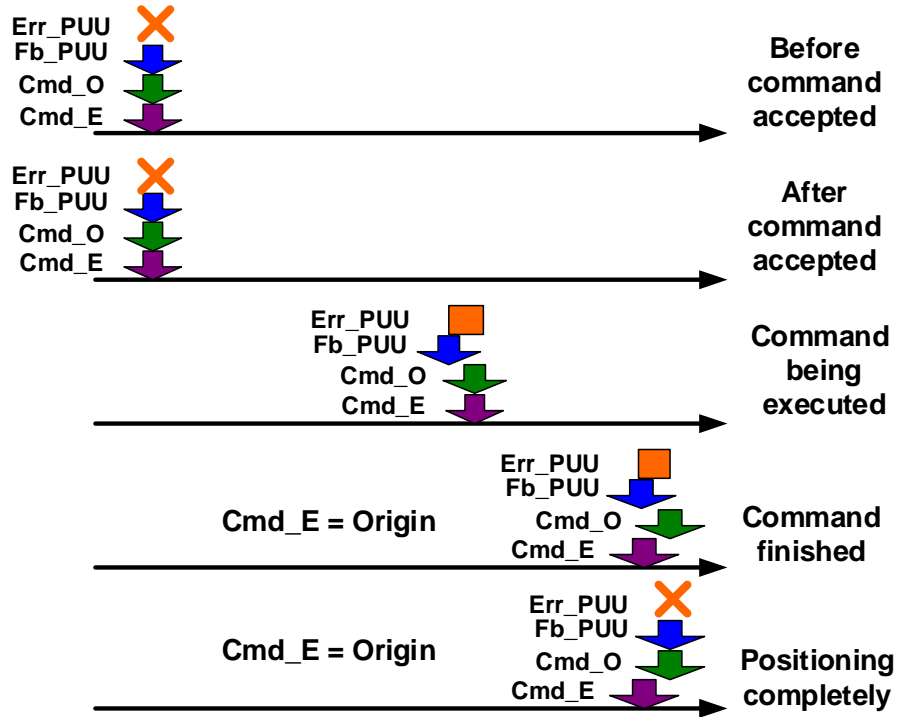 Err_PUU
Fb_PUU
Cmd_O
Cmd_E
Before
command
accepted
Err_PUU
Fb_PUU
Cmd_O
Cmd_E
After
command
accepted
Err_PUU
Fb_PUU
Cmd_O
Cmd_E
Command
being
executed
Err_PUU
Fb_PUU
Cmd_E = Origin
Cmd_O
Cmd_E
Command
finished
Err_PUU
Fb_PUU
Cmd_E = Origin
Cmd_O
Cmd_E
Positioning
completely